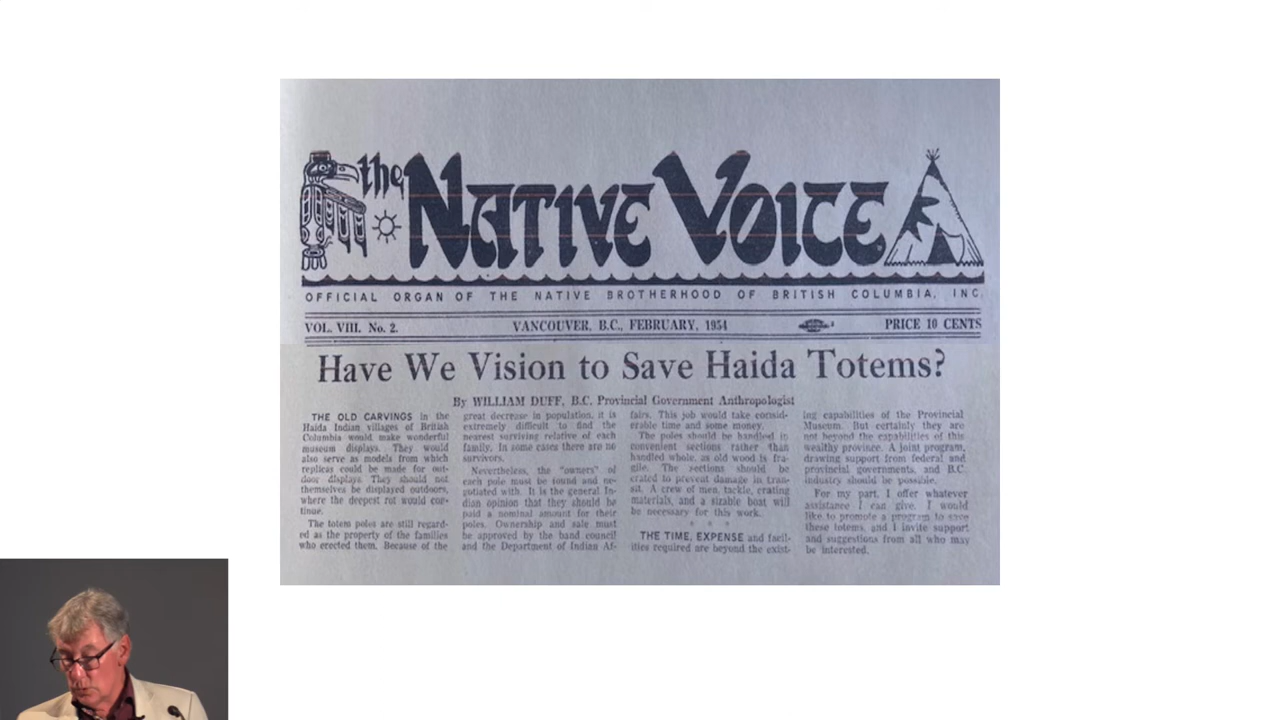 the NATIVE VOICE
OFFICIAL ORGAN OF THE NATIVE BROTHERHOOD OF BRITISH COLUMBIA, INC.
VOL. VIII. No. 2. VANCOUVER, B.C., FEBRUARY, 1954 PRICE 10 CENTS
Have We Vision to Save Haida Totems?
By WILLIAM DUFF, B.C. Provincial Government Anthropologist
THE OLD CARVINGS in the
Haida Indian villages of British
Columbia would make wonderful
museum displays. They would
also serve as models from which
replicas could be made for out-
door displays. They should not
themselves be displayed outdoors,
where the deepest rot would con-
tinue.
The totem poles are still regard-
ed as the property of the families
who erected them. Because of the
great decrease in population, it is
extremely difficult to find the
nearest surviving relative of each
family. In some cases there are no
survivors.
Nevertheless, the "owners" of
each pole must be found and ne-
gotiated with. It is the general In-
dian opinion that they should be
paid a nominal amount for their
poles. Ownership and sale must
be approved by the band council
and the Department of Indian Af-
fairs. This job would take consid-
erable time and some money.
The poles should be handled in
convenient sections rather than
handled whole, as old wood is fra-
gile. The sections should be
crated to prevent damage in tran-
sit. A crew of men, tackle, crating
materials, and a sizable boat will
be necessary for this work.
* * *
THE TIME, EXPENSE and facil-
ities required are beyond the exist-
ing capabilities of the Provincial
Museum. But certainly they are
not beyond the capabilities of this
wealthy province. A joint program,
drawing support from federal and
provincial governments, and B.C.
industry should be possible.
For my part, I offer whatever
assistance I can give. I would
like to promote a program to save
these totems, and I invite support
and suggestions from all who may
be interested.